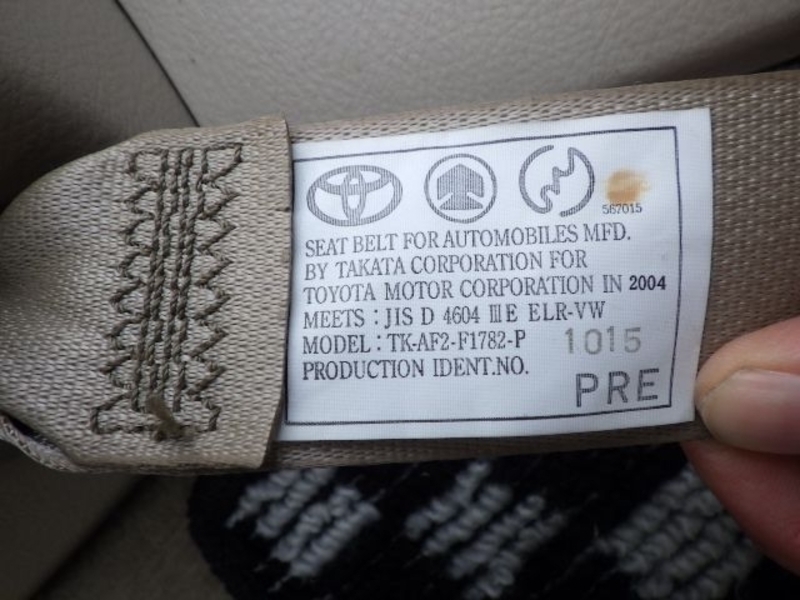 567015
SEAT BELT FOR AUTOMOBILES MFD.
BY TAKATA CORPORATION FOR
TOYOTA MOTOR CORPORATION IN 2004
MEETS : JIS D 4604 ⅢE ELR-VW
MODEL : TK-AF2-F1782-P 1015
PRODUCTION IDENT.NO.
PRE